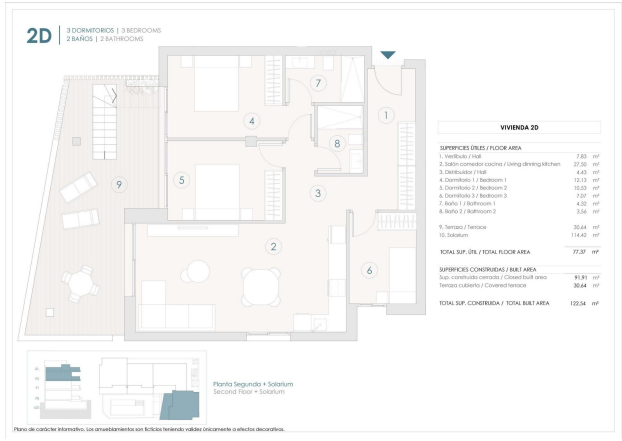 2D
3 DORMITORIOS | 3 BEDROOMS
2 BAÑOS | 2 BATHROOMS
7
1
4
8
5
9
3
2
6
VIVIENDA 2D
SUPERFICIES ÚTILES / FLOOR AREA
1. Vestíbulo / Hall 7.83 m²
2. Salón comedor cocina / Living-dinning kitchen 27.50 m²
3. Distribuidor / Hall 4.43 m²
4. Dormitorio 1 / Bedroom 1 12.13 m²
5. Dormitorio 2 / Bedroom 2 10.53 m²
6. Dormitorio 3 / Bedroom 3 7.07 m²
7. Baño 1 / Bathroom 1 4.32 m²
8. Baño 2 / Bathroom 2 3.56 m²
9. Terraza / Terrace 30.64 m²
10. Solarium 114.42 m²
TOTAL SUP. ÚTIL / TOTAL FLOOR AREA 77.37 m²
SUPERFICIES CONSTRUIDAS / BUILT AREA
Sup. construida cerrada / Closed built area 91.91 m²
Terraza cubierta / Covered terrace 30.64 m²
TOTAL SUP. CONSTRUIDA / TOTAL BUILT AREA 122.54 m²
Planta Segunda + Solarium
Second Floor + Solarium
Plano de carácter informativo. Los amueblamientos son ficticios teniendo validez únicamente a efectos decorativos.